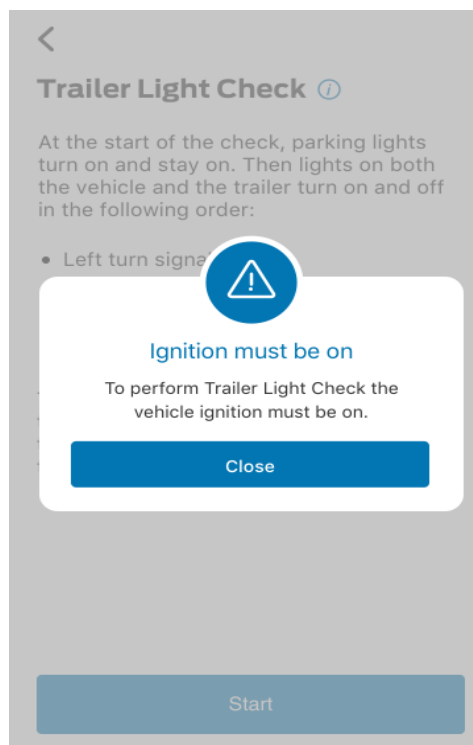 Trailer Light Check
At the start of the check, parking lights
turn on and stay on. Then lights on both
the vehicle and the trailer turn on and off
in the following order:
• Left turn signa
Ignition must be on
To perform Trailer Light Check the
vehicle ignition must be on.
Close
Start